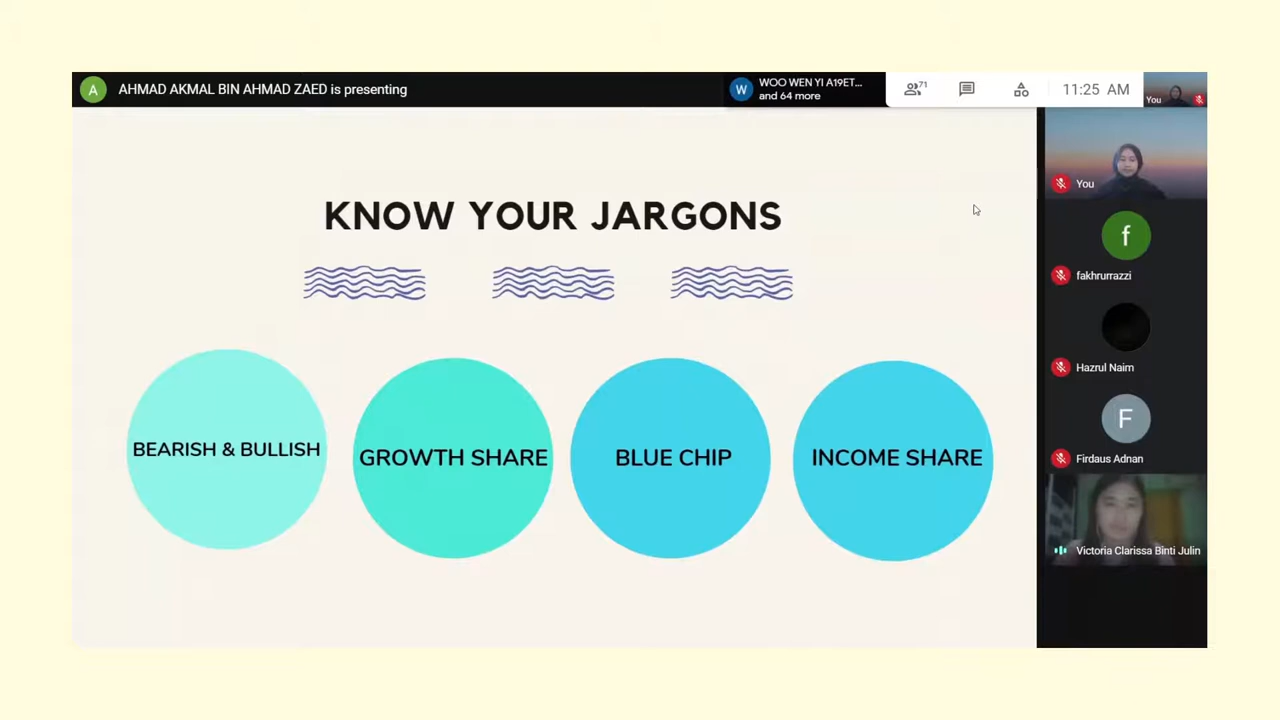 A
AHMAD AKMAL BIN AHMAD ZAED is presenting
W
WOO WEN YI A19ET...
and 64 more
71
11:25 AM
You
You
KNOW YOUR JARGONS
f
fakhrurrazzi
Hazrul Naim
BEARISH & BULLISH
GROWTH SHARE
BLUE CHIP
INCOME SHARE
F
Firdaus Adnan
Victoria Clarissa Binti Julin